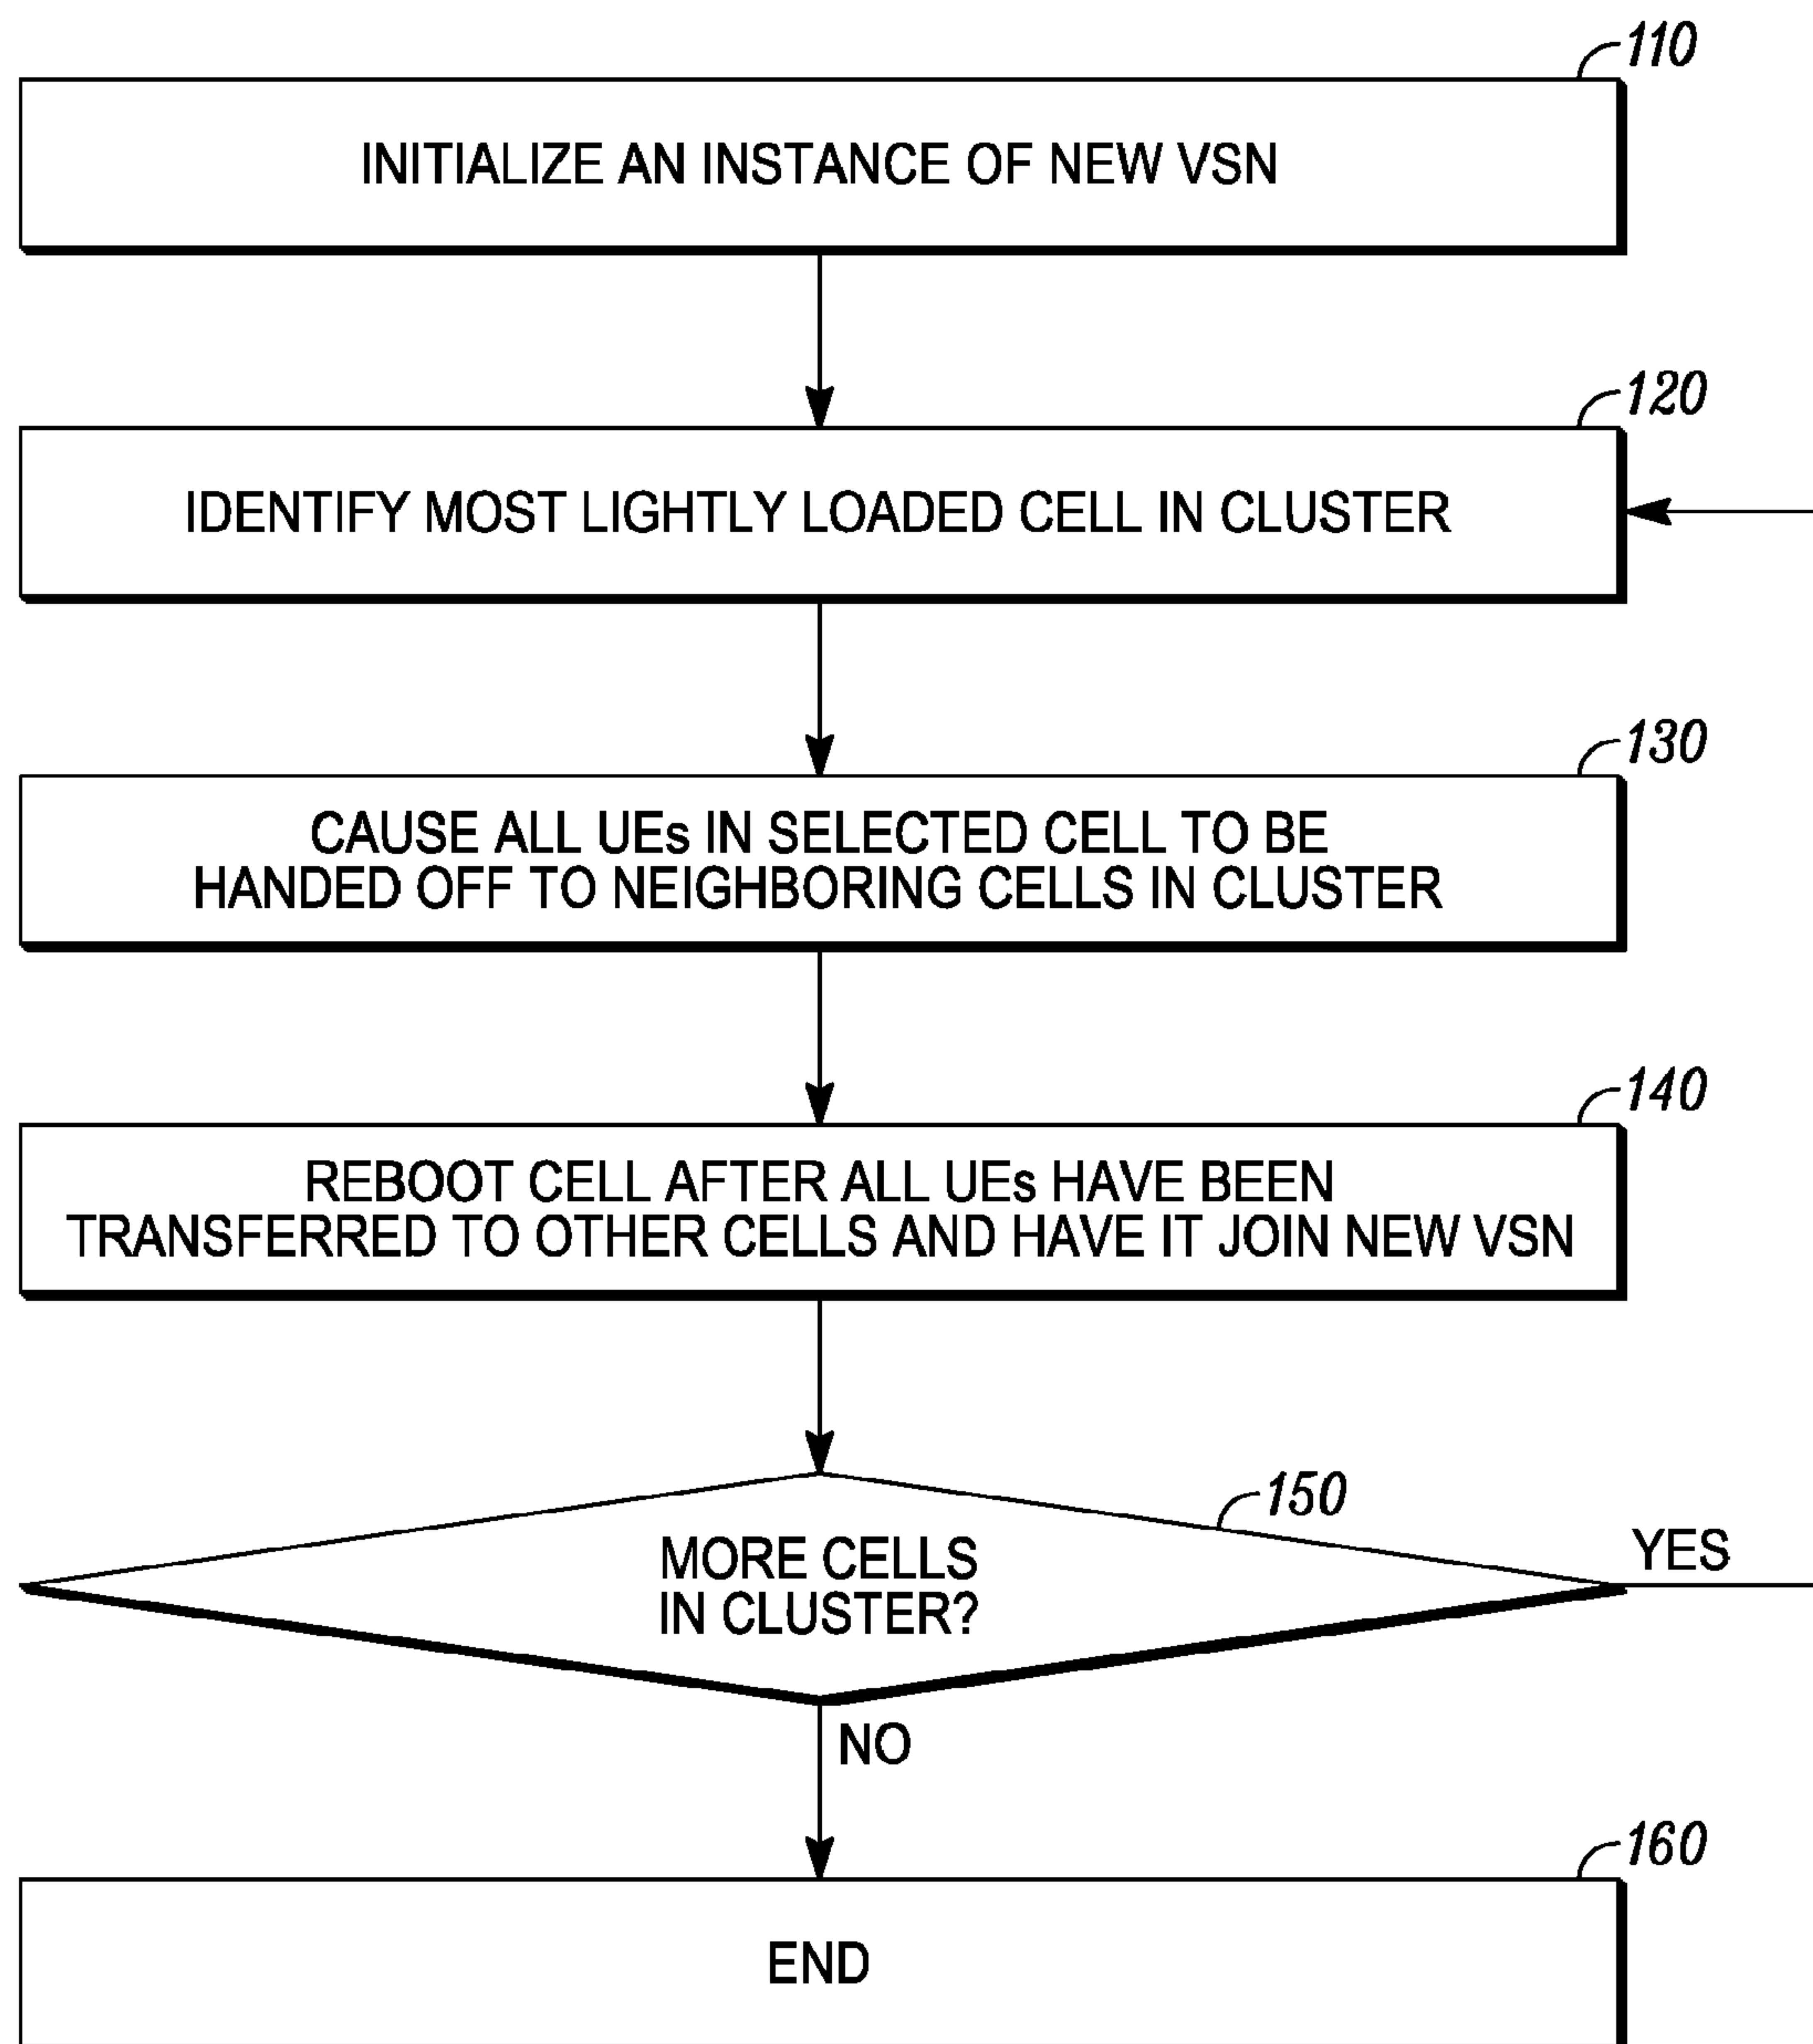 110
INITIALIZE AN INSTANCE OF NEW VSN
120
IDENTIFY MOST LIGHTLY LOADED CELL IN CLUSTER
130
CAUSE ALL UEs IN SELECTED CELL TO BE
HANDED OFF TO NEIGHBORING CELLS IN CLUSTER
140
REBOOT CELL AFTER ALL UEs HAVE BEEN
TRANSFERRED TO OTHER CELLS AND HAVE IT JOIN NEW VSN
150
MORE CELLS
IN CLUSTER?
YES
NO
160
END